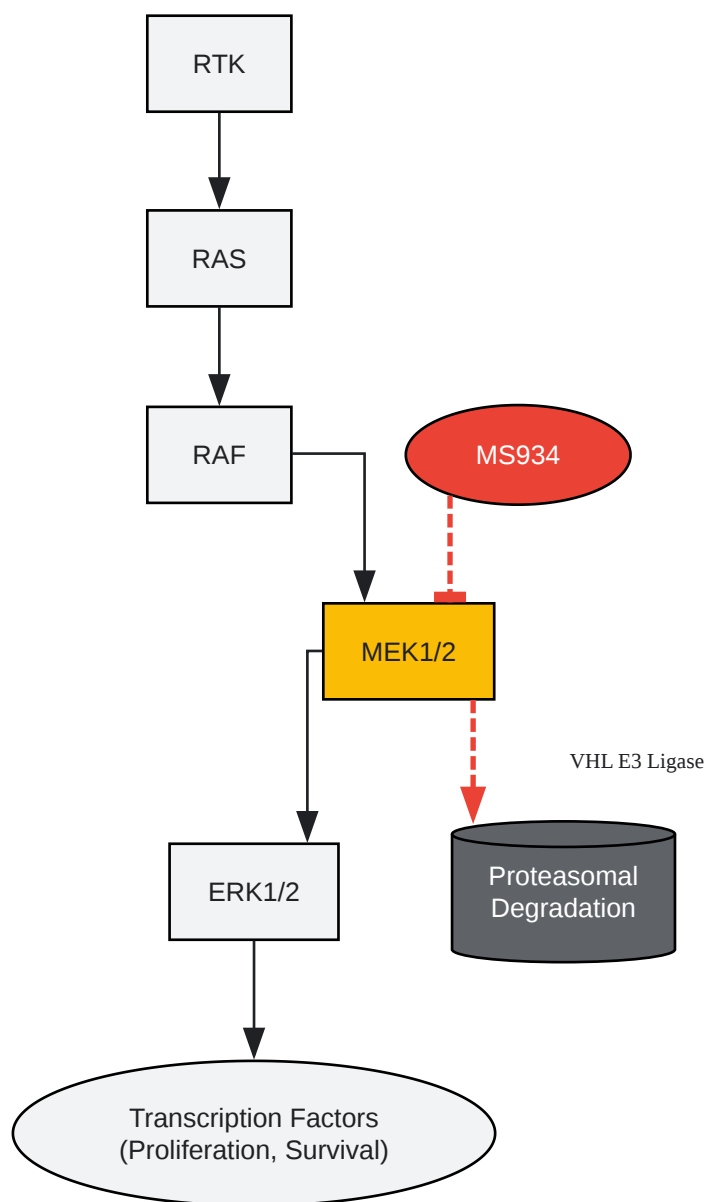 RTK
RAS
RAF
MS934
MEK1/2
VHL E3 Ligase
ERK1/2
Proteasomal
Degradation
Transcription Factors
(Proliferation, Survival)